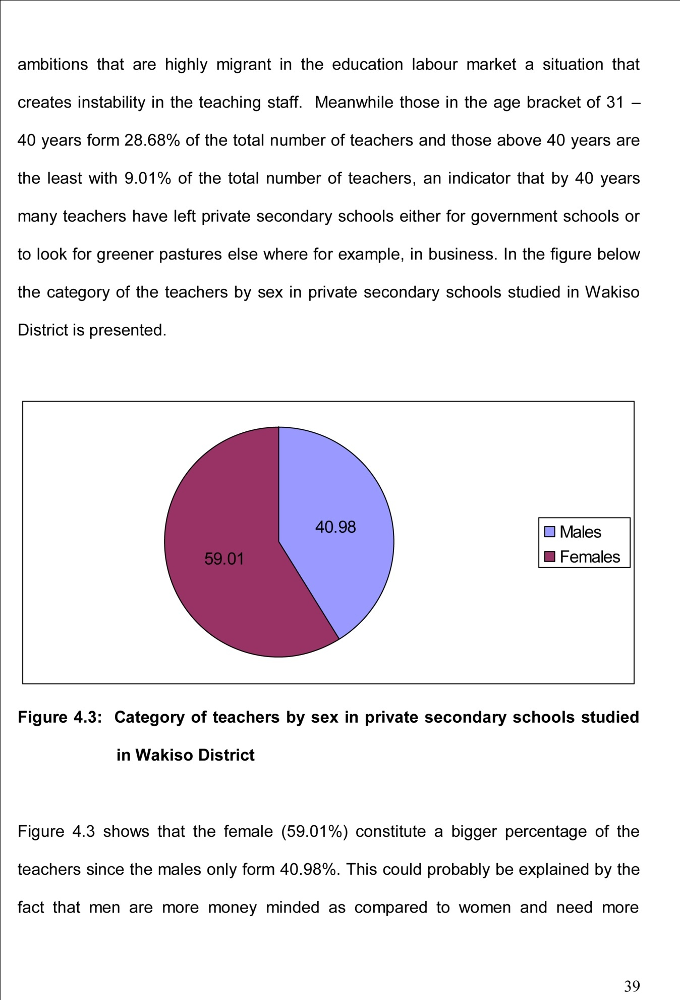 ambitions that are highly migrant in the education labour market a situation that
creates instability in the teaching staff.  Meanwhile those in the age bracket of 31 –
40 years form 28.68% of the total number of teachers and those above 40 years are
the least with 9.01% of the total number of teachers, an indicator that by 40 years
many teachers have left private secondary schools either for government schools or
to look for greener pastures else where for example, in business. In the figure below
the category of the teachers by sex in private secondary schools studied in Wakiso
District is presented.
40.98
59.01
Males
Females
Figure 4.3:  Category of teachers by sex in private secondary schools studied
in Wakiso District
Figure 4.3 shows that the female (59.01%) constitute a bigger percentage of the
teachers since the males only form 40.98%. This could probably be explained by the
fact that men are more money minded as compared to women and need more
39